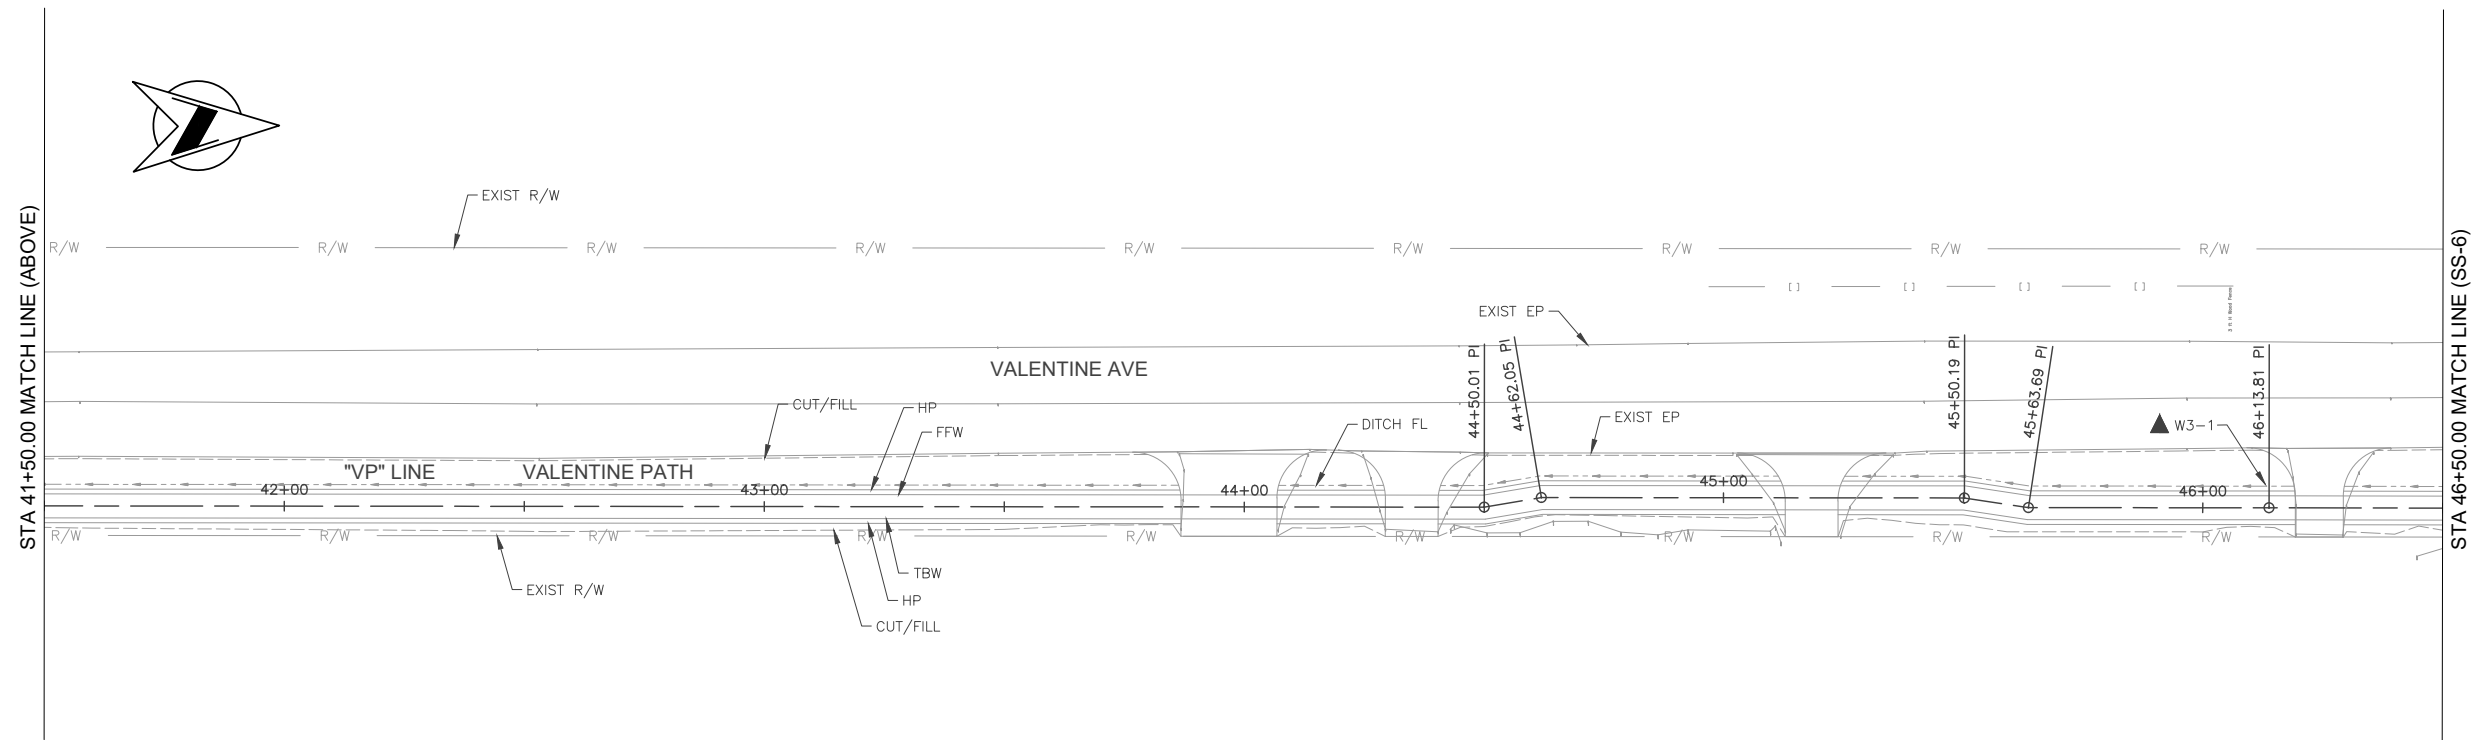 STA 41+50.00 MATCH LINE (ABOVE)
EXIST R/W
R/W R/W R/W R/W R/W R/W R/W R/W R/W
[ ] [ ] [ ] [ ]
EXIST EP
VALENTINE AVE
44+50.01 PI
44+62.05 PI
45+50.19 PI
45+63.69 PI
46+13.81 PI
CUT/FILL
HP
FFW
DITCH FL
EXIST EP
W3-1
"VP" LINE VALENTINE PATH
42+00 43+00 44+00 45+00 46+00
R/W R/W R/W R/W R/W R/W R/W R/W R/W
EXIST R/W
TBW
HP
CUT/FILL
STA 46+50.00 MATCH LINE (SS-6)